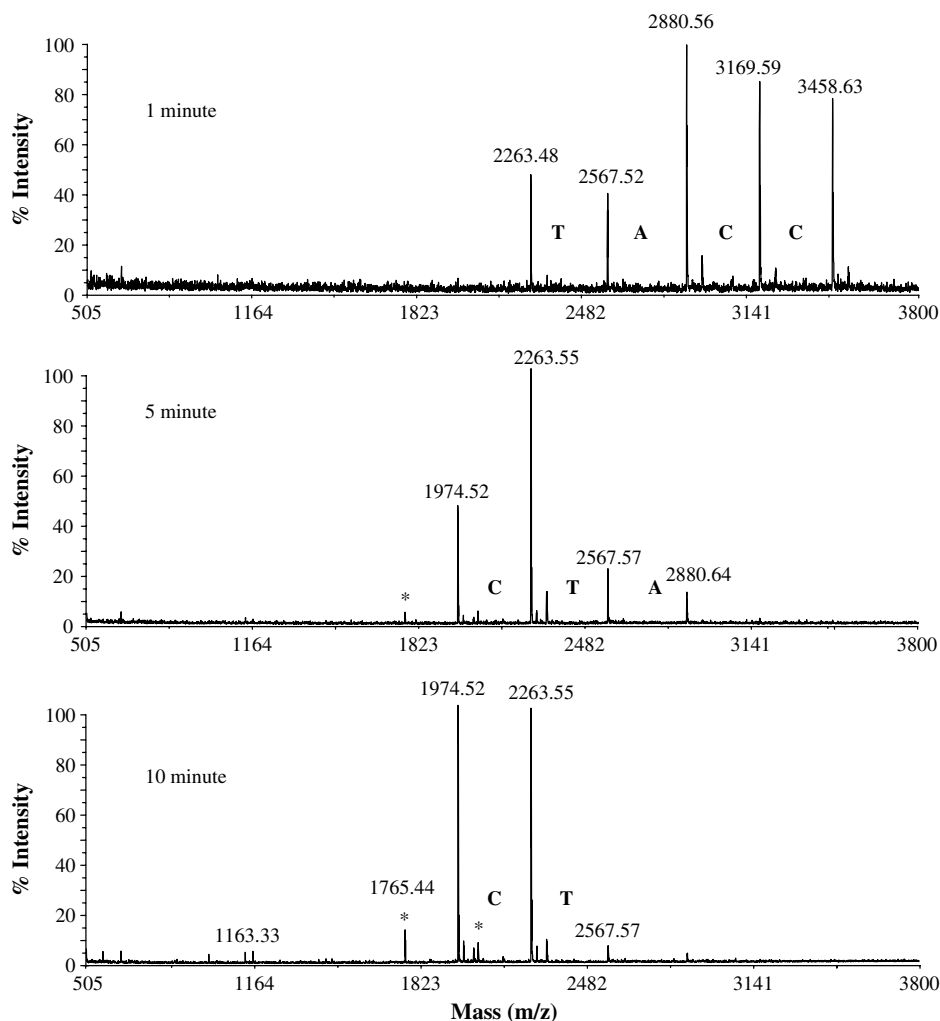 2880.56
3169.59
3458.63
1 minute
2263.48
2567.52
T A C C
% Intensity
100
80
60
40
20
0
505 1164 1823 2482 3141 3800
2263.55
5 minute
1974.52
2567.57
2880.64
* C T A
% Intensity
100
80
60
40
20
0
505 1164 1823 2482 3141 3800
1974.52 2263.55
10 minute
1765.44
C T
* *
1163.33
2567.57
% Intensity
100
80
60
40
20
0
505 1164 1823 2482 3141 3800
Mass (m/z)